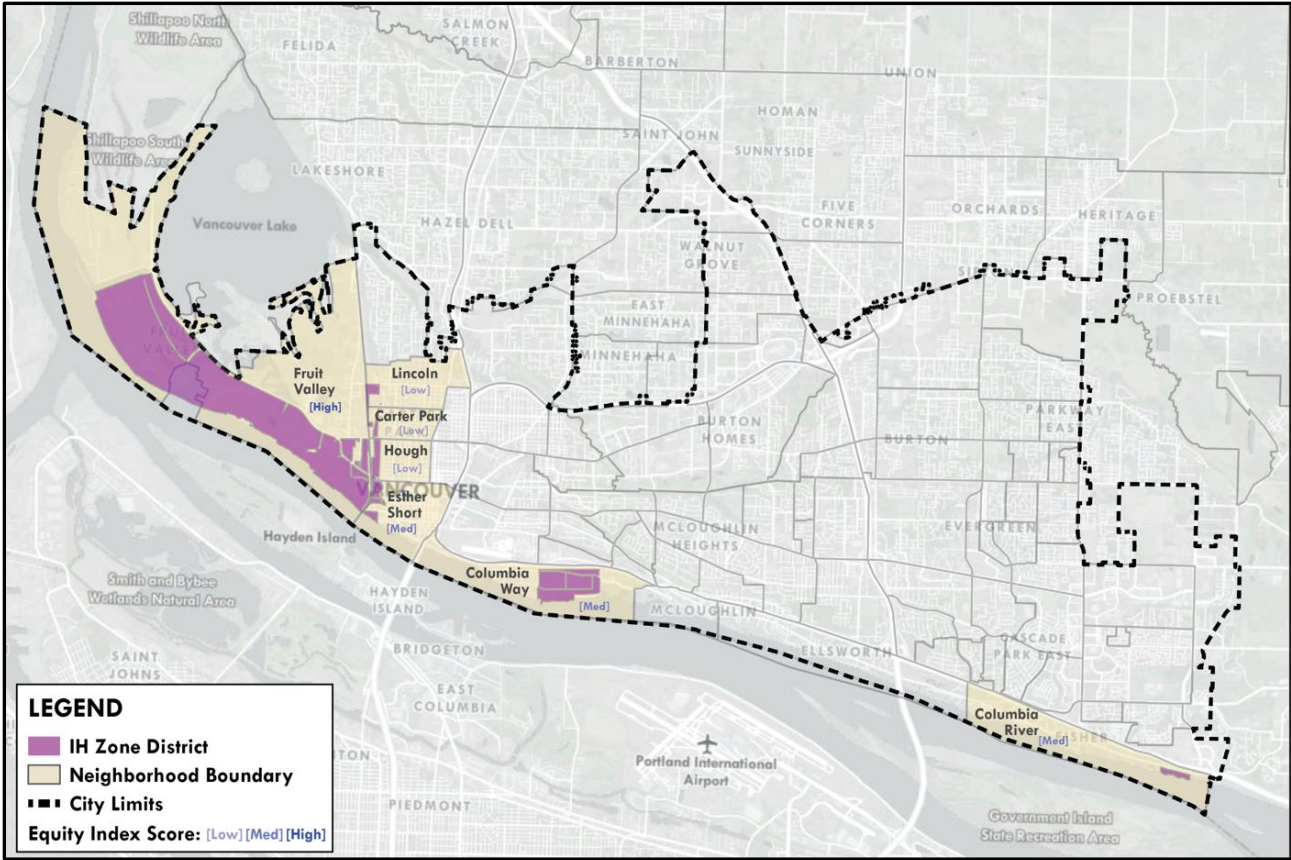 Shillapoo North
Wildlife Area
SALMON
CREEK
FELIDA
BARBERTON
UNION
HOMAN
SAINT JOHN
SUNNYSIDE
Shillapoo South
Wildlife Area
LAKESHORE
Vancouver Lake
HAZEL DELL
FIVE
CORNERS
ORCHARDS
HERITAGE
WALNUT
GROVE
PROEBSTEL
EAST
MINNEHAHA
MINNEHAHA
FRUIT
VALLEY
Fruit
Valley
[High]
Lincoln
[Low]
Carter Park
[Low]
Hough
[Low]
VANCOUVER
Esther
Short
[Med]
BURTON
HOMES
BURTON
PARKWAY
EAST
EVERGREEN
MCLOUGHLIN
HEIGHTS
Hayden Island
Smith and Bybee
Wetlands Natural Area
HAYDEN
ISLAND
Columbia
Way
[Med]
MCLOUGHLIN
CASCADE
PARK EAST
ELLSWORTH
BRIDGETON
SAINT
JOHNS
EAST
COLUMBIA
Columbia
River
[Med]
FISHER
Portland International
Airport
PIEDMONT
Government Island
State Recreation Area
LEGEND
IH Zone District
Neighborhood Boundary
City Limits
Equity Index Score: [Low] [Med] [High]